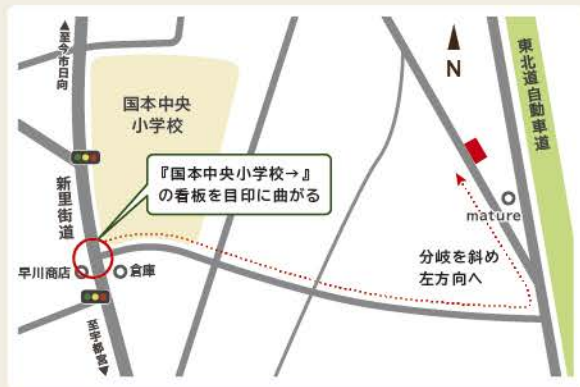 ▲至今市日向
国本中央
小学校
N
東北道自動車道
『国本中央小学校→』
の看板を目印に曲がる
新里街道
mature
分岐を斜め
左方向へ
早川商店
倉庫
至宇都宮▼